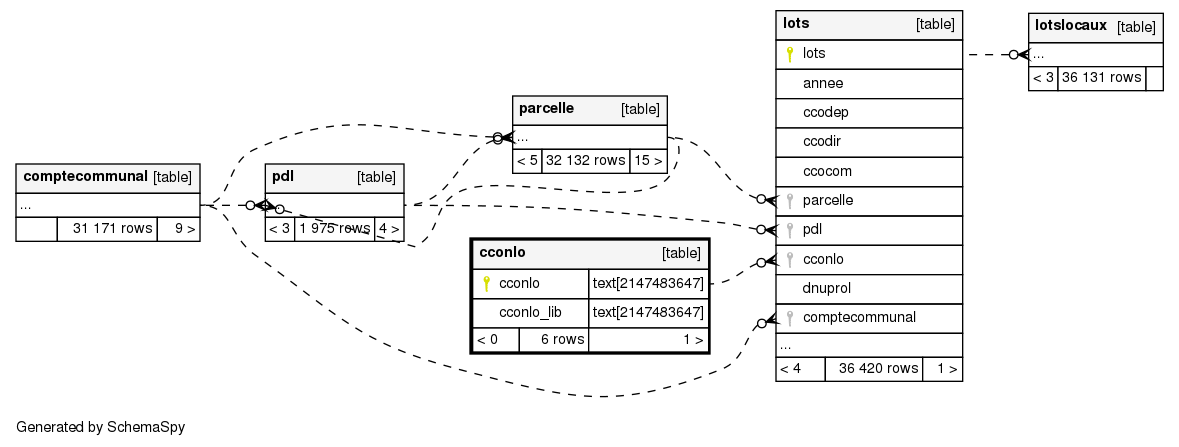 comptecommunal [table]
...
31 171 rows 9 >
pdl [table]
< 3 1 975 rows 4 >
parcelle [table]
...
< 5 32 132 rows 15 >
cconlo [table]
cconlo text[2147483647]
cconlo_lib text[2147483647]
< 0 6 rows 1 >
lots [table]
lots
annee
ccodep
ccodir
ccocom
parcelle
pdl
cconlo
dnuprol
comptecommunal
...
< 4 36 420 rows 1 >
lotslocaux [table]
...
< 3 36 131 rows
Generated by SchemaSpy